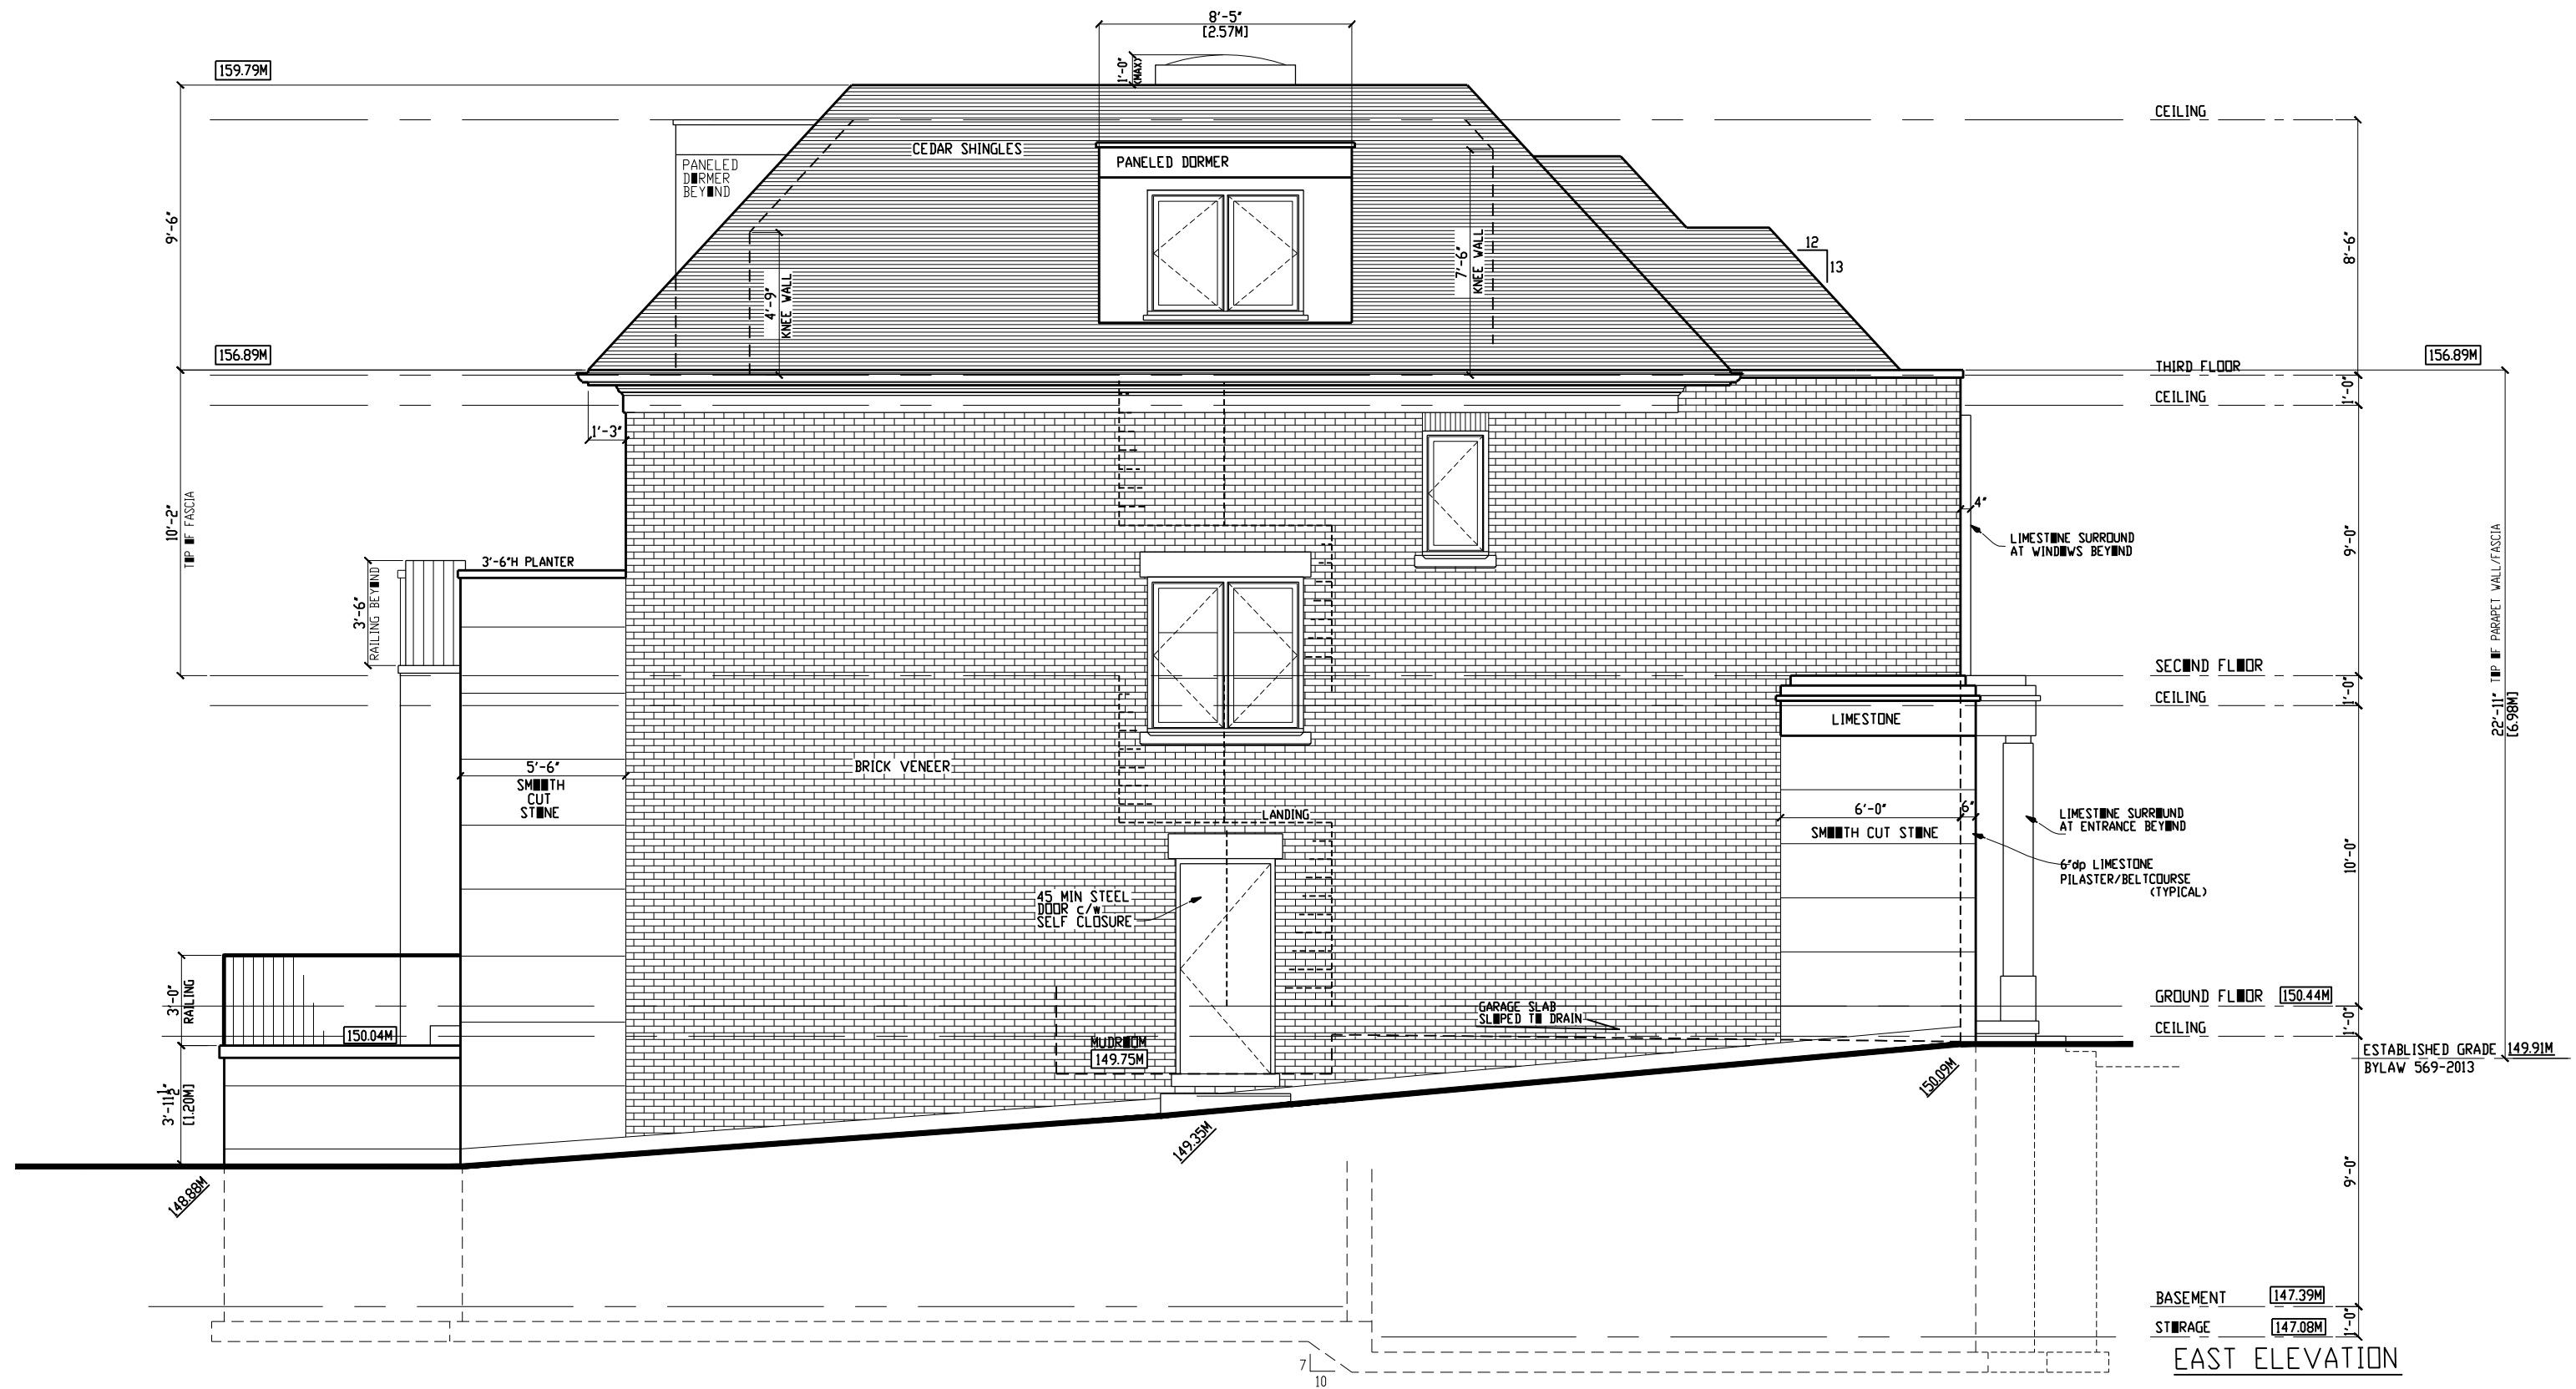 8'-5"
[2.57M]
1'-0"
(MAX)
159.79M
CEILING
CEDAR SHINGLES
PANELED DORMER
PANELED
DORMER
BEYOND
9'-6"
4'-9"
KNEE WALL
7'-6"
KNEE WALL
12
13
8'-6"
156.89M
156.89M
THIRD FLOOR
1'-0"
CEILING
1'-3"
10'-2"
TOP OF FASCIA
4"
LIMESTONE SURROUND
AT WINDOWS BEYOND
9'-0"
3'-6"H PLANTER
3'-6"
RAILING BEYOND
22'-11" TOP OF PARAPET WALL/FASCIA
[6.98M]
SECOND FLOOR
1'-0"
CEILING
LIMESTONE
5'-6"
SMOOTH
CUT
STONE
BRICK VENEER
LANDING
6'-0"
6"
SMOOTH CUT STONE
LIMESTONE SURROUND
AT ENTRANCE BEYOND
6"dp LIMESTONE
PILASTER/BELTCOURSE
(TYPICAL)
10'-0"
45 MIN STEEL
DOOR c/w
SELF CLOSURE
3'-0"
RAILING
GROUND FLOOR 150.44M
GARAGE SLAB
SLOPED TO DRAIN
150.04M
CEILING
1'-0"
MUDROOM
149.75M
ESTABLISHED GRADE 149.91M
BYLAW 569-2013
3'-11 1/2"
[1.20M]
150.09M
149.35M
148.88M
9'-0"
BASEMENT 147.39M
STORAGE 147.08M
1'-0"
7
10
EAST ELEVATION